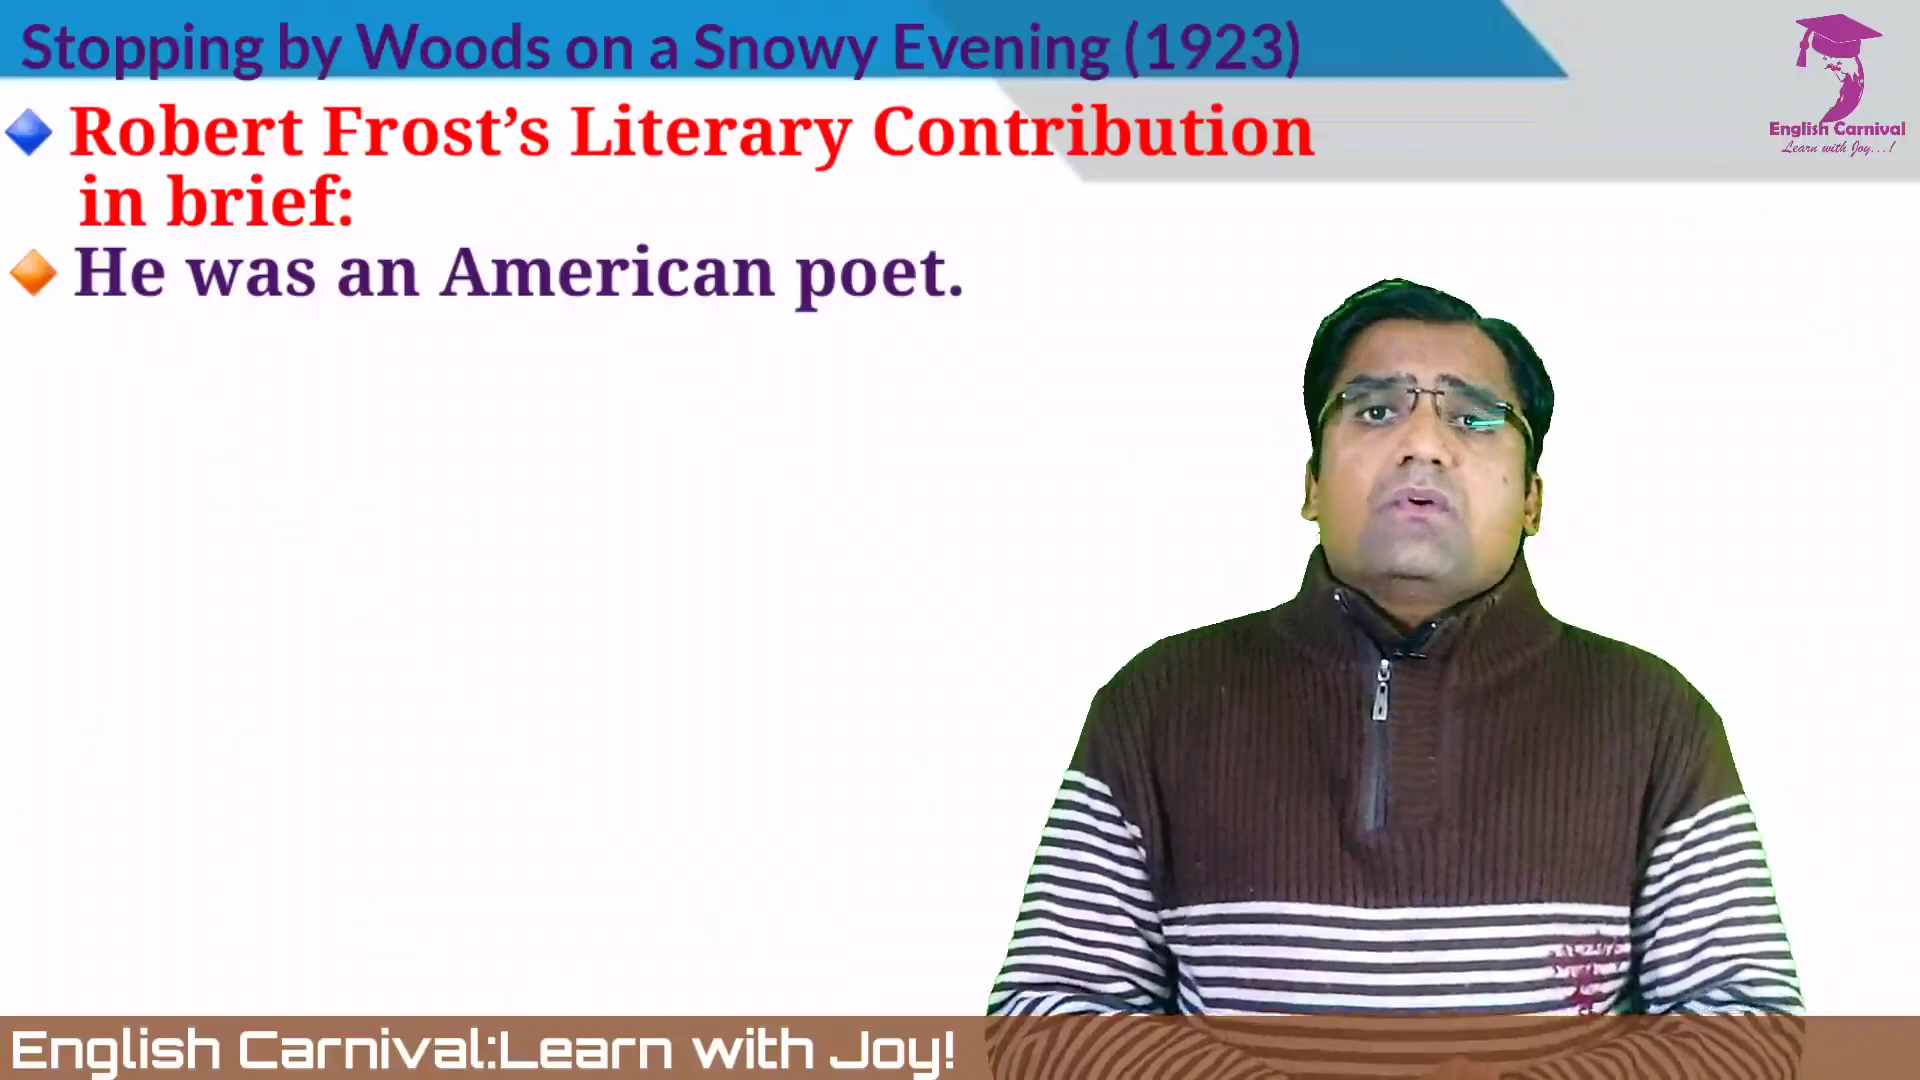 Stopping by Woods on a Snowy Evening (1923)
Robert Frost’s Literary Contribution
in brief:
He was an American poet.
English Carnival
Learn with Joy...!
English Carnival:Learn with Joy!